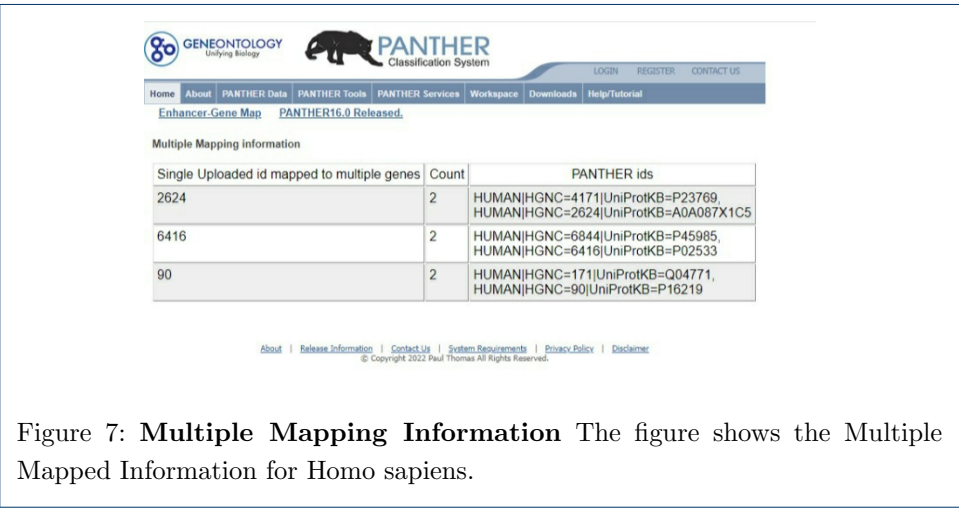 GENEONTOLOGY
Unifying Biology
PANTHER
Classification System
LOGIN REGISTER CONTACT US
Home About PANTHER Data PANTHER Tools PANTHER Services Workspace Downloads Help/Tutorial
Enhancer-Gene Map PANTHER16.0 Released.
Multiple Mapping information
Single Uploaded id mapped to multiple genes Count PANTHER ids
2624 2 HUMAN|HGNC=4171|UniProtKB=P23769,
HUMAN|HGNC=2624|UniProtKB=A0A087X1C5
6416 2 HUMAN|HGNC=6844|UniProtKB=P45985,
HUMAN|HGNC=6416|UniProtKB=P02533
90 2 HUMAN|HGNC=171|UniProtKB=Q04771,
HUMAN|HGNC=90|UniProtKB=P16219
About | Release Information | Contact Us | System Requirements | Privacy Policy | Disclaimer
© Copyright 2022 Paul Thomas All Rights Reserved.
Figure 7: Multiple Mapping Information The figure shows the Multiple
Mapped Information for Homo sapiens.